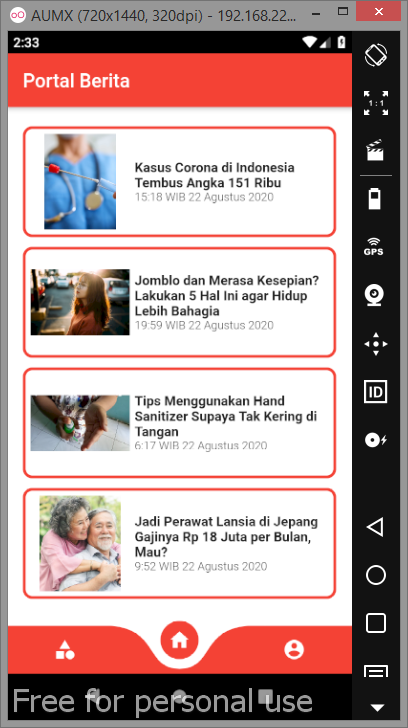 AUMX (720x1440, 320dpi) - 192.168.22...
2:33
Portal Berita
Kasus Corona di Indonesia
Tembus Angka 151 Ribu
15:18 WIB 22 Agustus 2020
Jomblo dan Merasa Kesepian?
Lakukan 5 Hal Ini agar Hidup
Lebih Bahagia
19:59 WIB 22 Agustus 2020
Tips Menggunakan Hand
Sanitizer Supaya Tak Kering di
Tangan
6:17 WIB 22 Agustus 2020
Jadi Perawat Lansia di Jepang
Gajinya Rp 18 Juta per Bulan,
Mau?
9:52 WIB 22 Agustus 2020
1:1
GPS
ID
Free for personal use